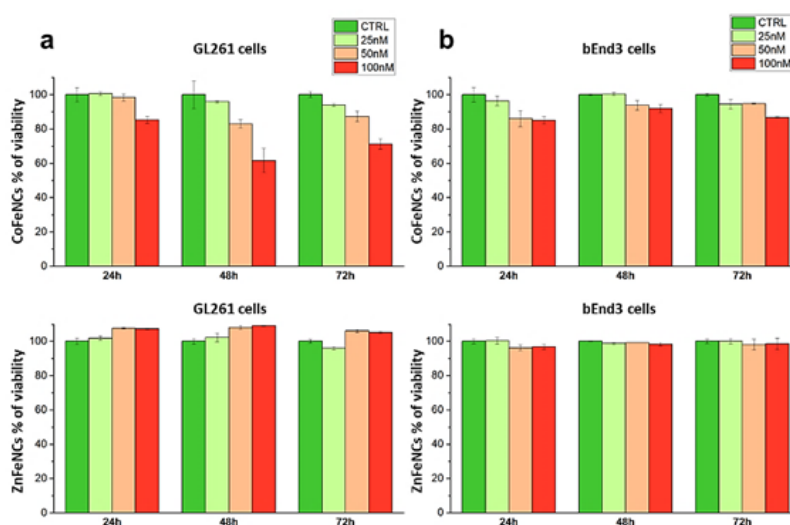 a
GL261 cells
CTRL
25nM
50nM
100nM
CoFeNCs % of viability
100
80
60
40
20
0
24h
48h
72h
b
bEnd3 cells
CTRL
25nM
50nM
100nM
CoFeNCs % of viability
100
80
60
40
20
0
24h
48h
72h
GL261 cells
ZnFeNCs % of viability
100
80
60
40
20
0
24h
48h
72h
bEnd3 cells
ZnFeNCs % of viability
100
80
60
40
20
0
24h
48h
72h